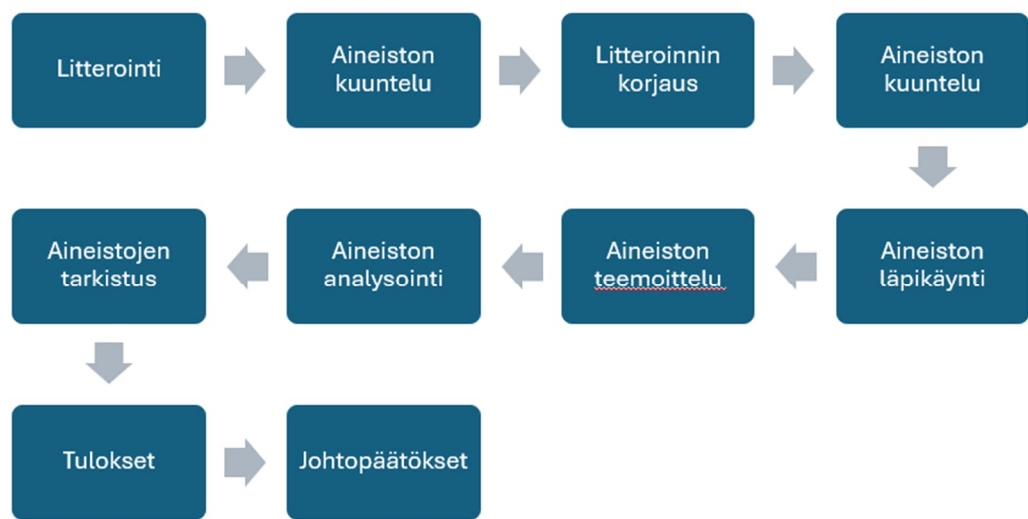 Litterointi
Aineiston
kuuntelu
Litteroinnin
korjaus
Aineiston
kuuntelu
Aineiston
läpikäynti
Aineiston
teemoittelu
Aineiston
analysointi
Aineistojen
tarkistus
Tulokset
Johtopäätökset